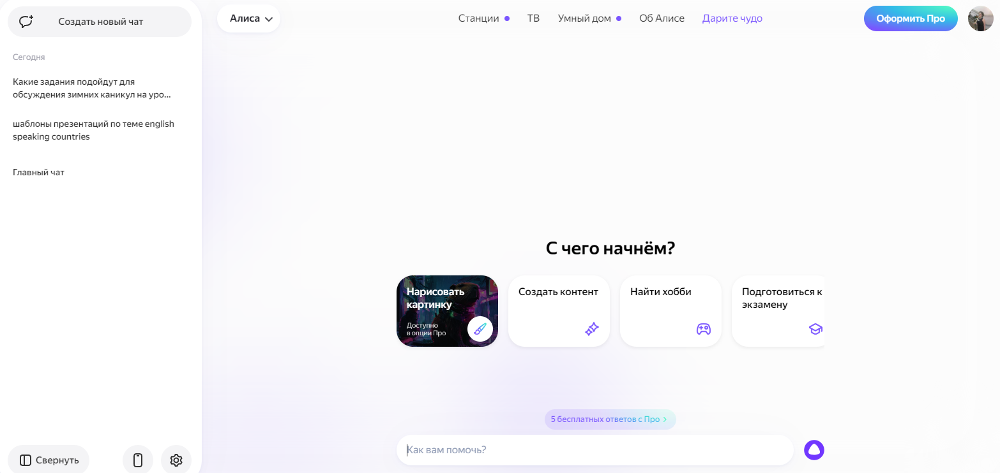 Создать новый чат
Сегодня
Какие задания подойдут для
обсуждения зимних каникул на уро...
шаблоны презентаций по теме english
speaking countries
Главный чат
Свернуть
Алиса
Станции
ТВ
Умный дом
Об Алисе
Дарите чудо
Оформить Про
С чего начнём?
Нарисовать
картинку
Доступно
в опции Про
Создать контент
Найти хобби
Подготовиться к
экзамену
5 бесплатных ответов с Про
Как вам помочь?